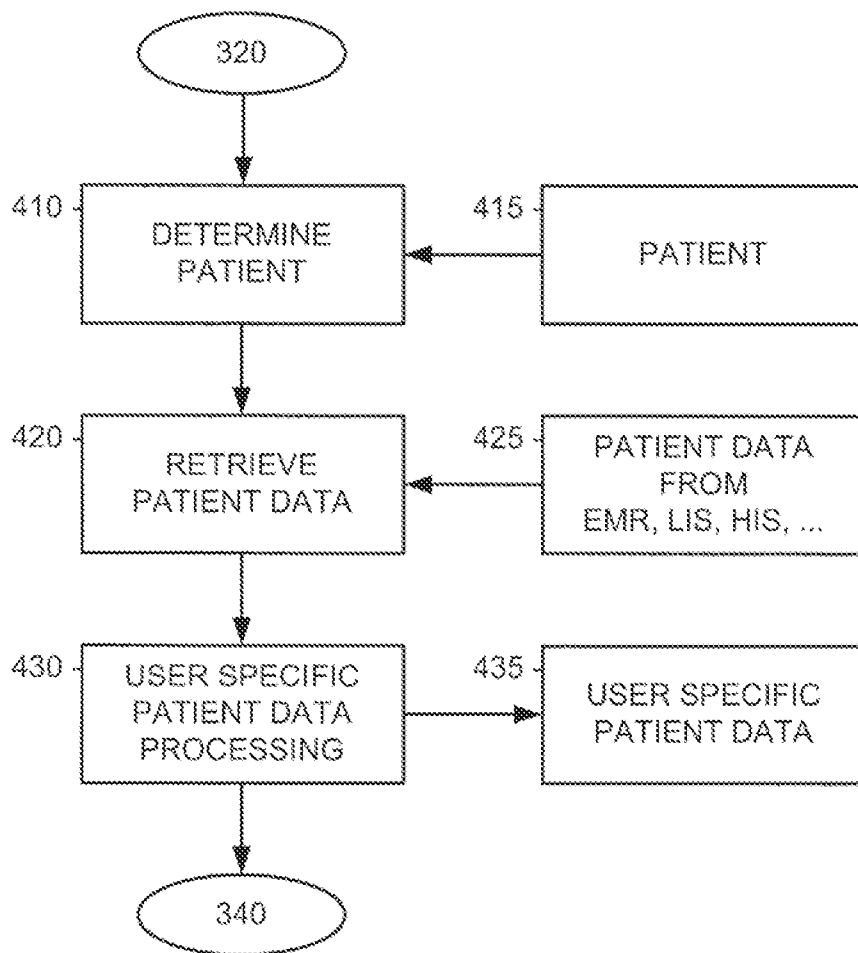 320
410
DETERMINE
PATIENT
415
PATIENT
420
RETRIEVE
PATIENT DATA
425
PATIENT DATA
FROM
EMR, LIS, HIS, ...
430
USER SPECIFIC
PATIENT DATA
PROCESSING
435
USER SPECIFIC
PATIENT DATA
340